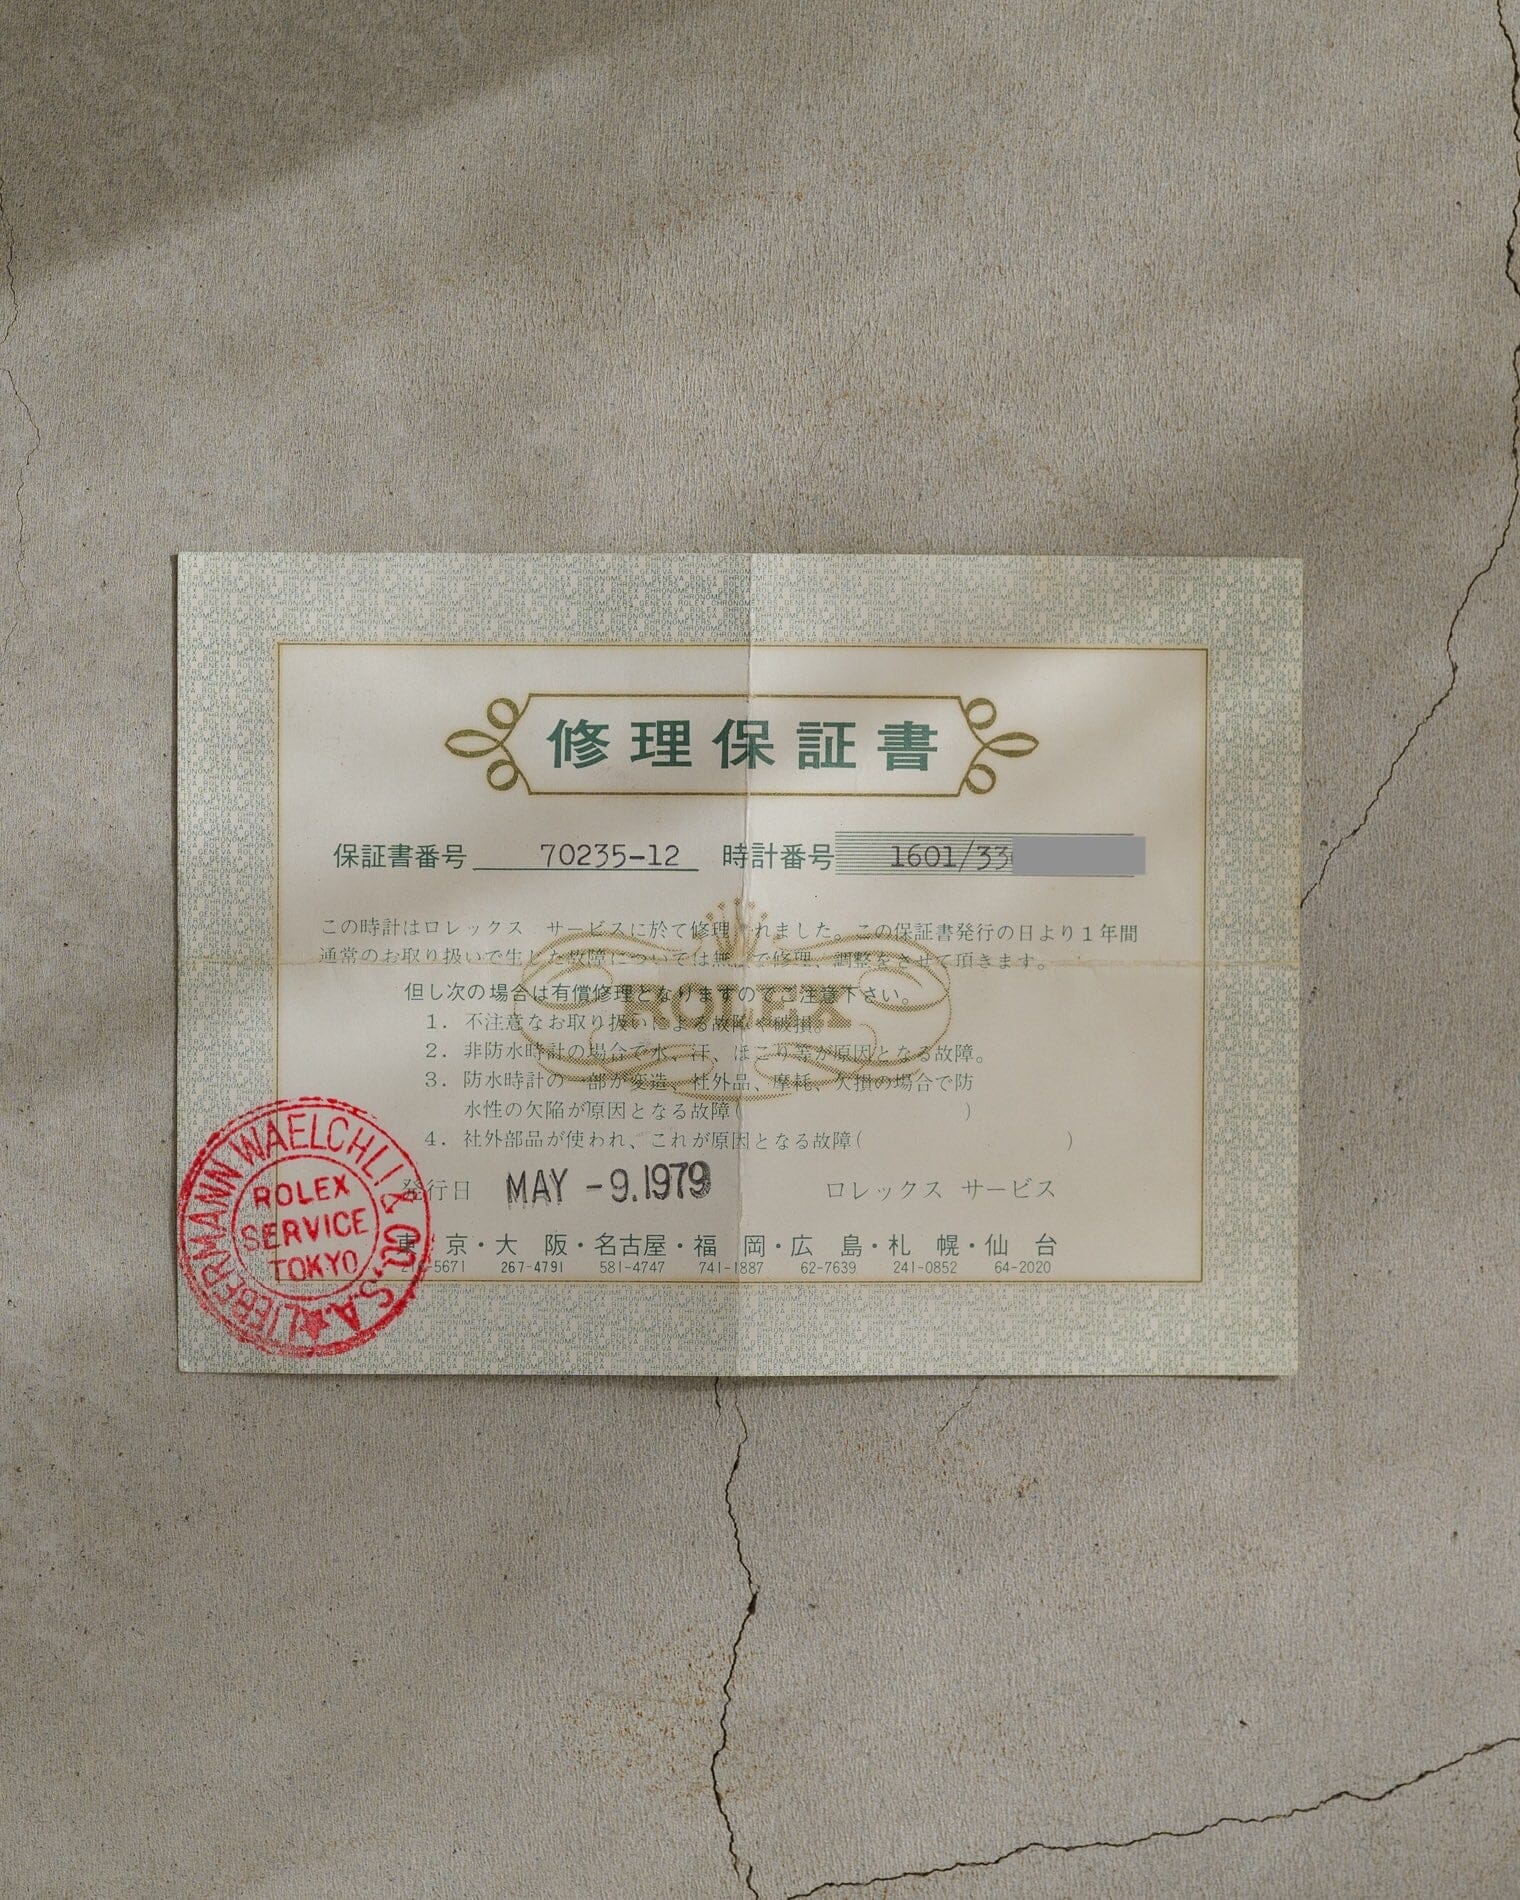 修理保証書
保証書番号 70235-12 時計番号 1601/33
この時計はロレックス サービスに於て修理されました。この保証書発行の日より1年間
通常のお取り扱いで生じた故障については無償で修理、調整をさせて頂きます。
但し次の場合は有償修理となりますのでご注意下さい。
1. 不注意なお取り扱いによる故障や破損。
2. 非防水時計の場合で水、汗、ほこり等が原因となる故障。
3. 防水時計の一部が変造、社外品、摩耗、欠損の場合で防
水性の欠陥が原因となる故障( )
4. 社外部品が使われ、これが原因となる故障( )
ROLEX
発行日 MAY -9.1979 ロレックス サービス
東京・大阪・名古屋・福岡・広島・札幌・仙台
5671 267-4791 581-4747 741-1887 62-7639 241-0852 64-2020
LIEBERMANN WAELCHLI & CO., S.A.
ROLEX
SERVICE
TOKYO
GENEVA ROLEX CHRONOMETERS